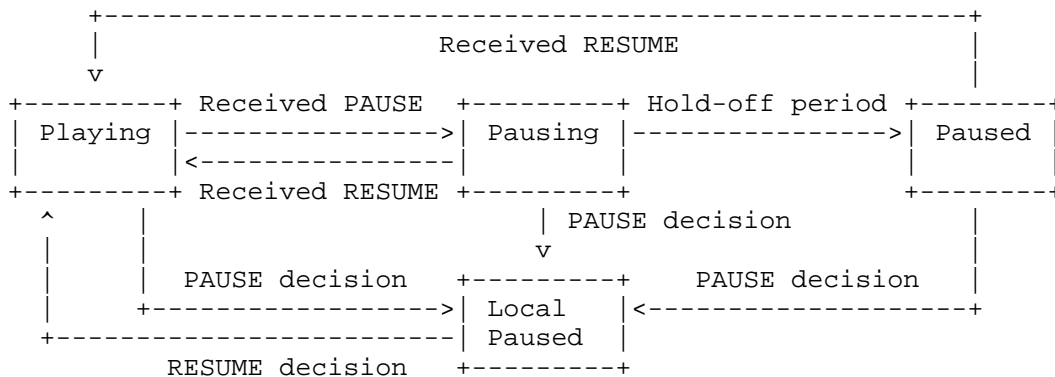 Received RESUME
Received PAUSE Hold-off period
Playing Pausing Paused
Received RESUME
PAUSE decision
PAUSE decision PAUSE decision
Local
Paused
RESUME decision